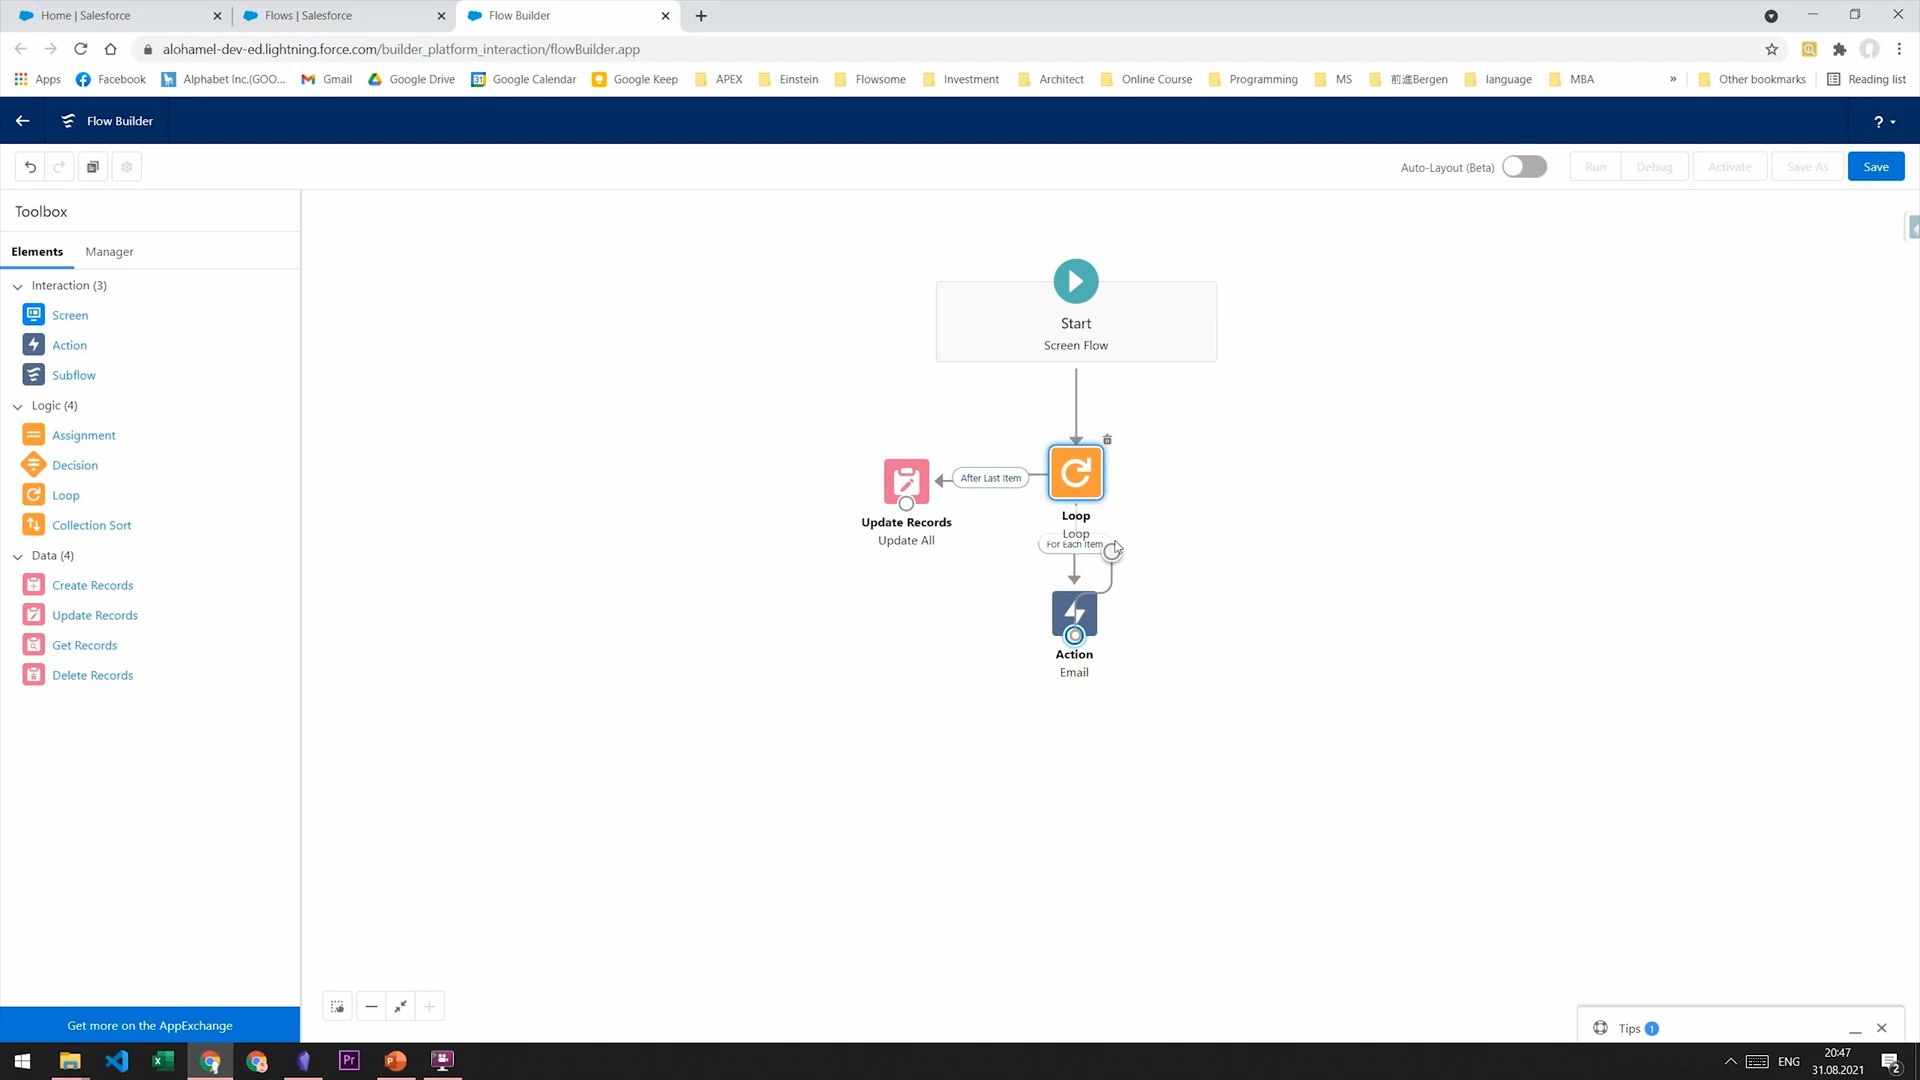 Home | Salesforce
Flows | Salesforce
Flow Builder
alohamel-dev-ed.lightning.force.com/builder_platform_interaction/flowBuilder.app
Apps
Facebook
Alphabet Inc.(GOO...
Gmail
Google Drive
31
Google Calendar
Google Keep
APEX
Einstein
Flowsome
Investment
Architect
Online Course
Programming
MS
前進Bergen
language
MBA
»
Other bookmarks
Reading list
Flow Builder
?
Auto-Layout (Beta)
Run
Debug
Activate
Save As
Save
Toolbox
Elements
Manager
Interaction (3)
Screen
Action
Subflow
Logic (4)
Assignment
Decision
Loop
Collection Sort
Data (4)
Create Records
Update Records
Get Records
Delete Records
Start
Screen Flow
After Last Item
Update Records
Update All
Loop
Loop
For Each Item
Action
Email
Get more on the AppExchange
Tips 1
Pr
ENG
20:47
31.08.2021
2